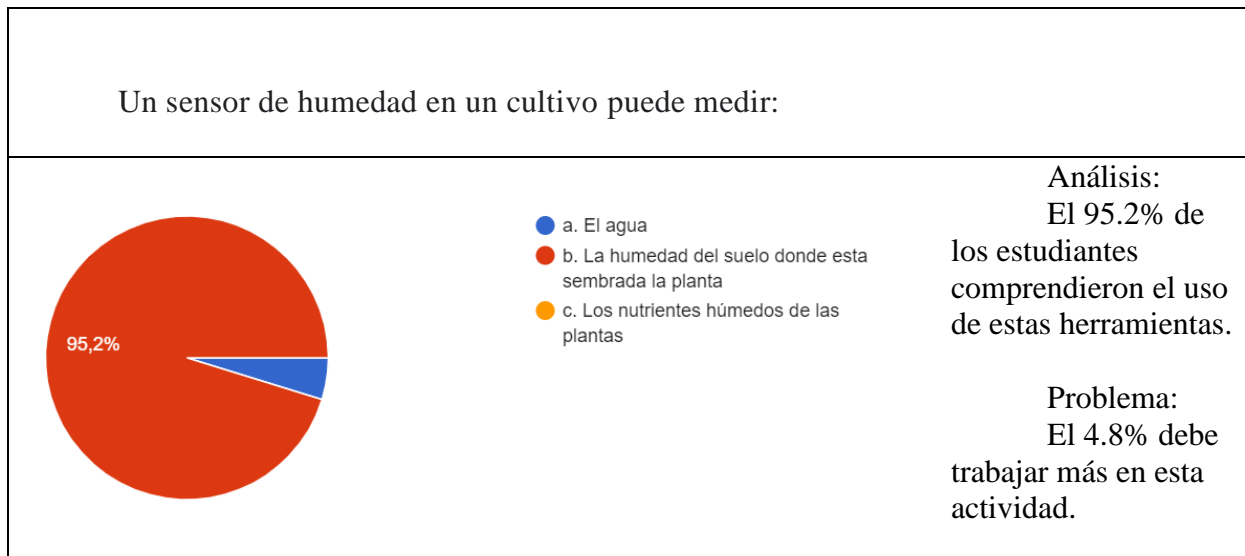 Un sensor de humedad en un cultivo puede medir:
95,2%
a. El agua
b. La humedad del suelo donde esta
sembrada la planta
c. Los nutrientes húmedos de las
plantas
Análisis:
El 95.2% de
los estudiantes
comprendieron el uso
de estas herramientas.
Problema:
El 4.8% debe
trabajar más en esta
actividad.